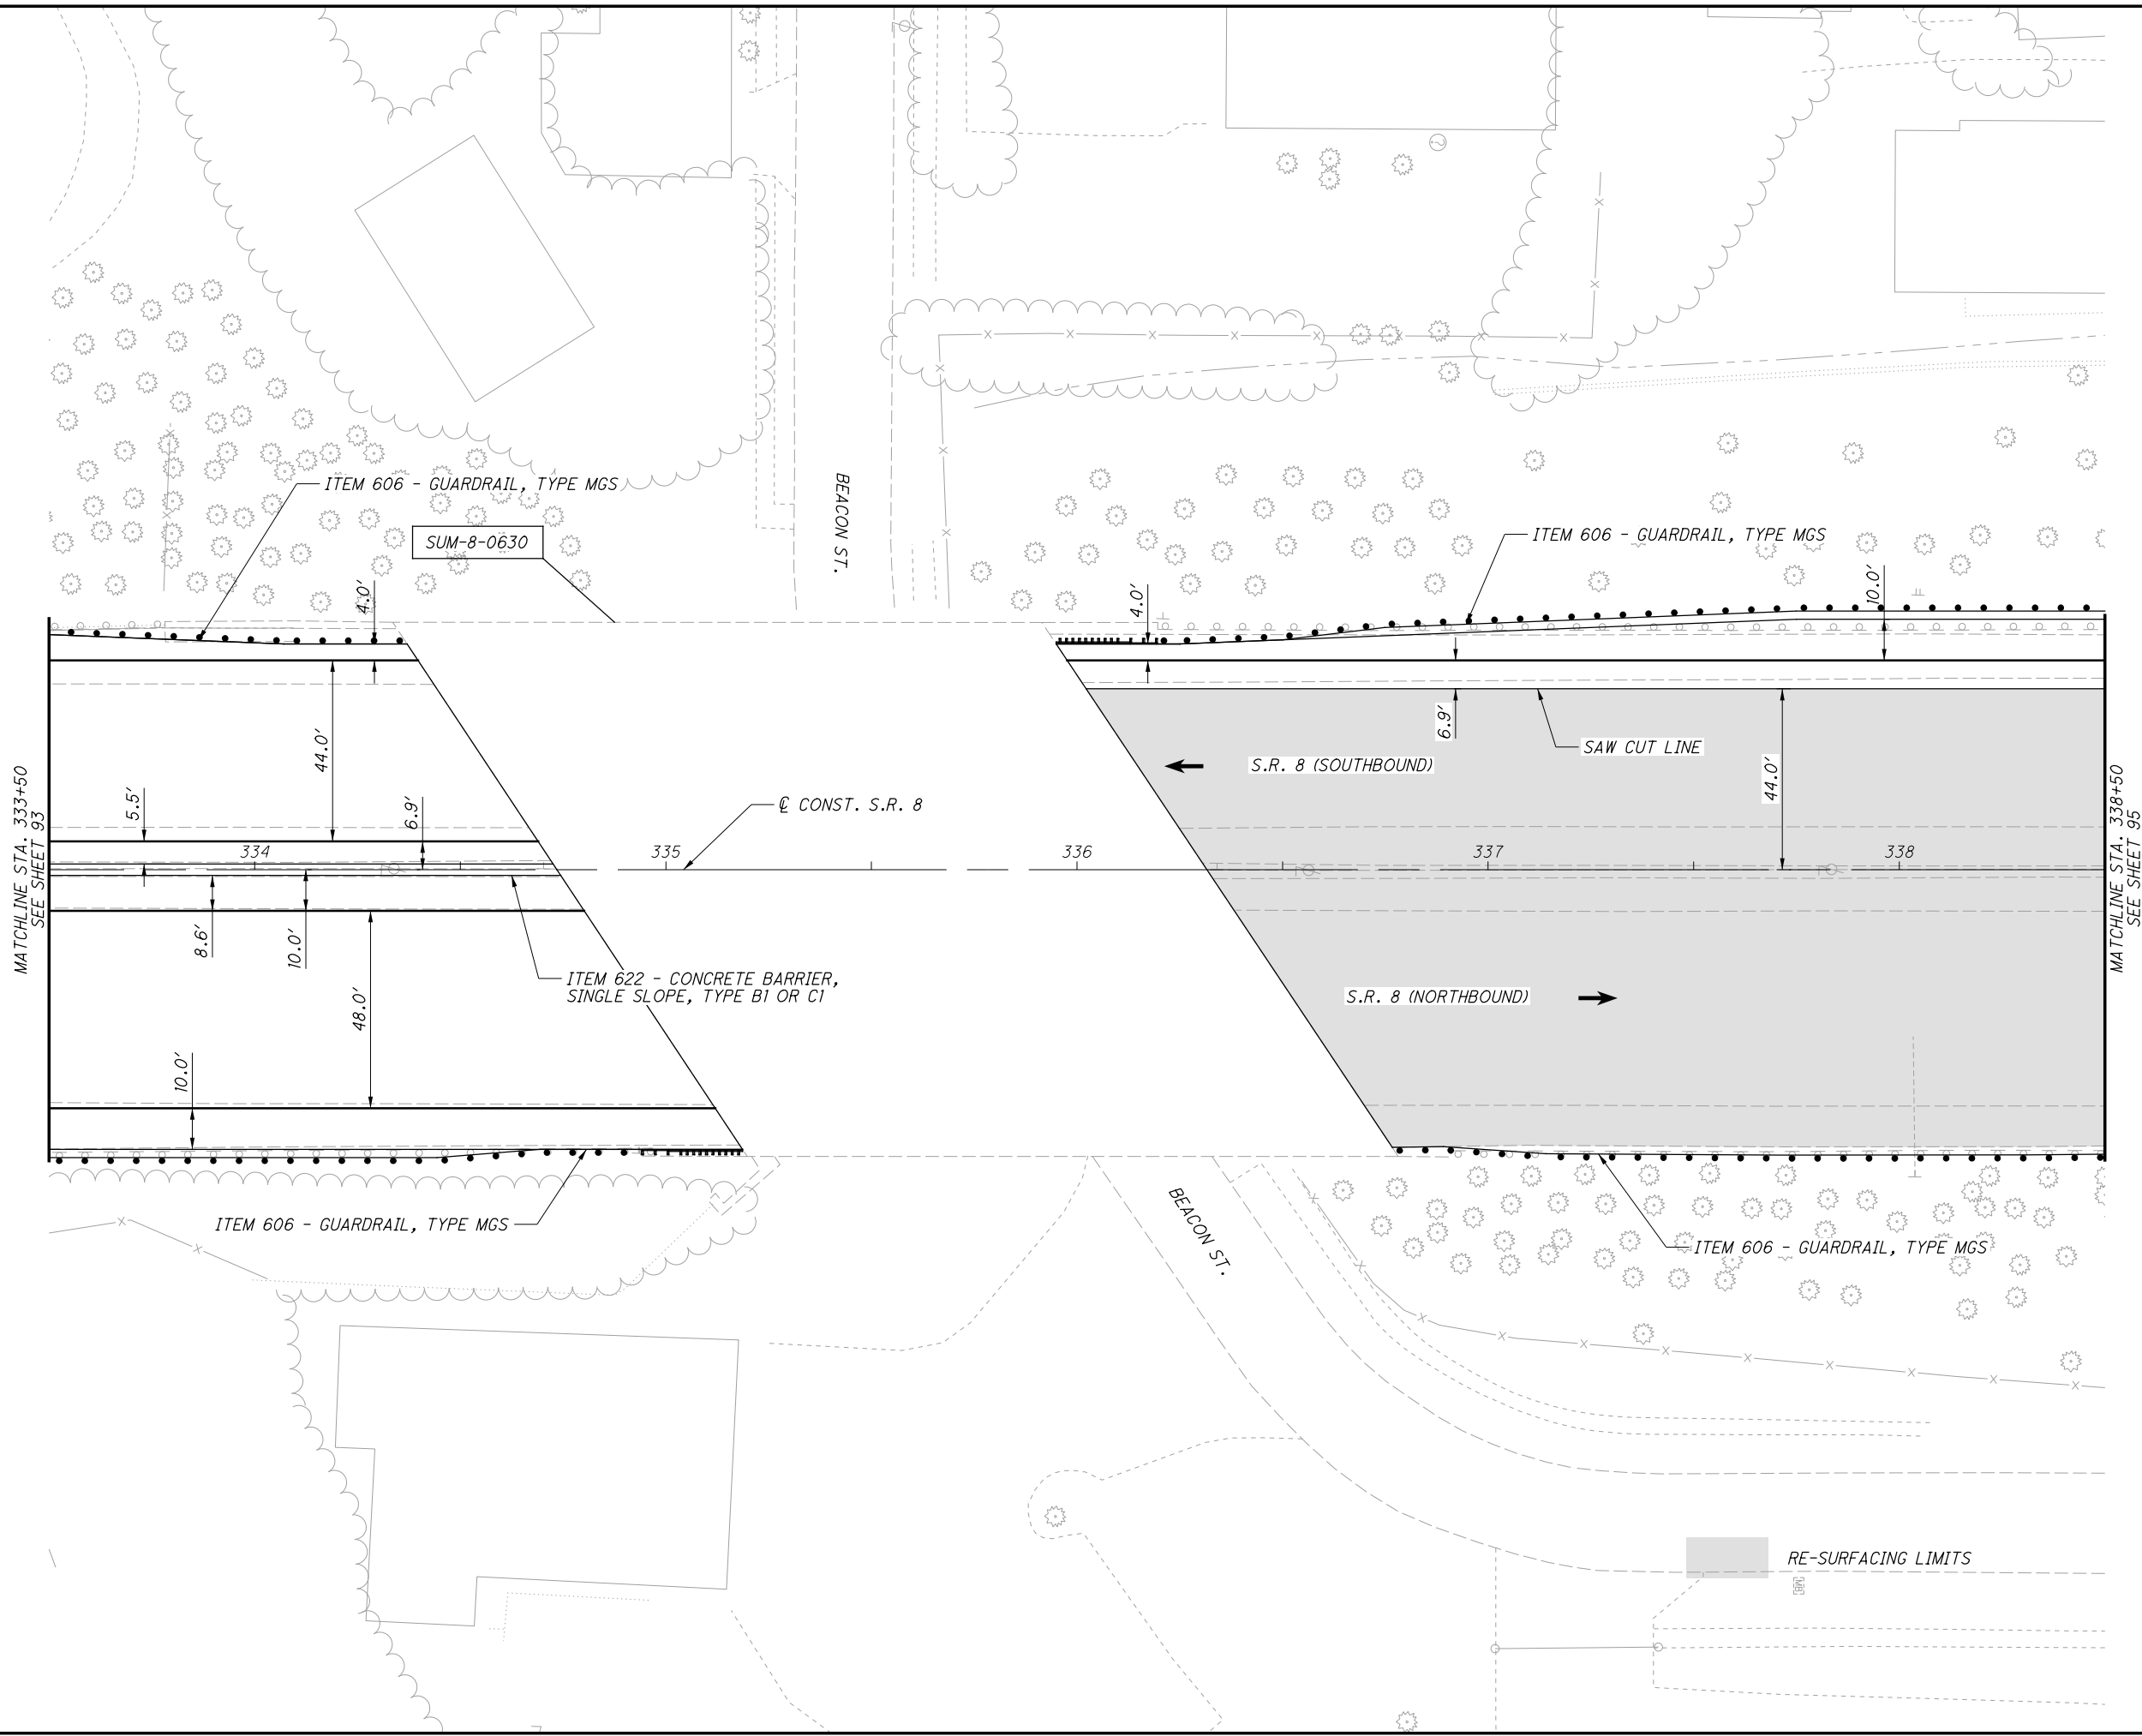 ITEM 606 - GUARDRAIL, TYPE MGS
SUM-8-0630
BEACON ST.
ITEM 606 - GUARDRAIL, TYPE MGS
4.0'
4.0'
10.0'
44.0'
6.9'
SAW CUT LINE
S.R. 8 (SOUTHBOUND)
44.0'
5.5'
6.9'
℄ CONST. S.R. 8
MATCHLINE STA. 333+50
SEE SHEET 93
334
335
336
337
338
MATCHLINE STA. 338+50
SEE SHEET 95
8.6'
10.0'
ITEM 622 - CONCRETE BARRIER,
SINGLE SLOPE, TYPE B1 OR C1
48.0'
S.R. 8 (NORTHBOUND)
10.0'
ITEM 606 - GUARDRAIL, TYPE MGS
BEACON ST.
ITEM 606 - GUARDRAIL, TYPE MGS
RE-SURFACING LIMITS
MB